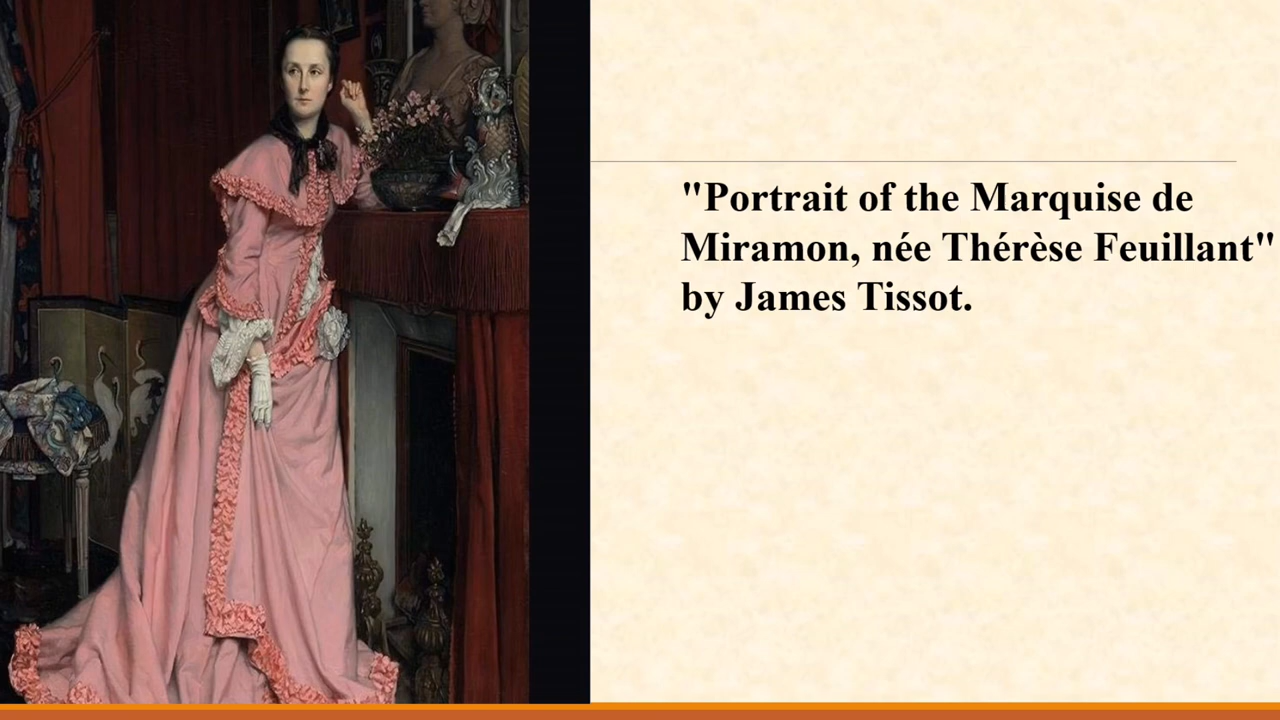 "Portrait of the Marquise de
Miramon, née Thérèse Feuillant"
by James Tissot.